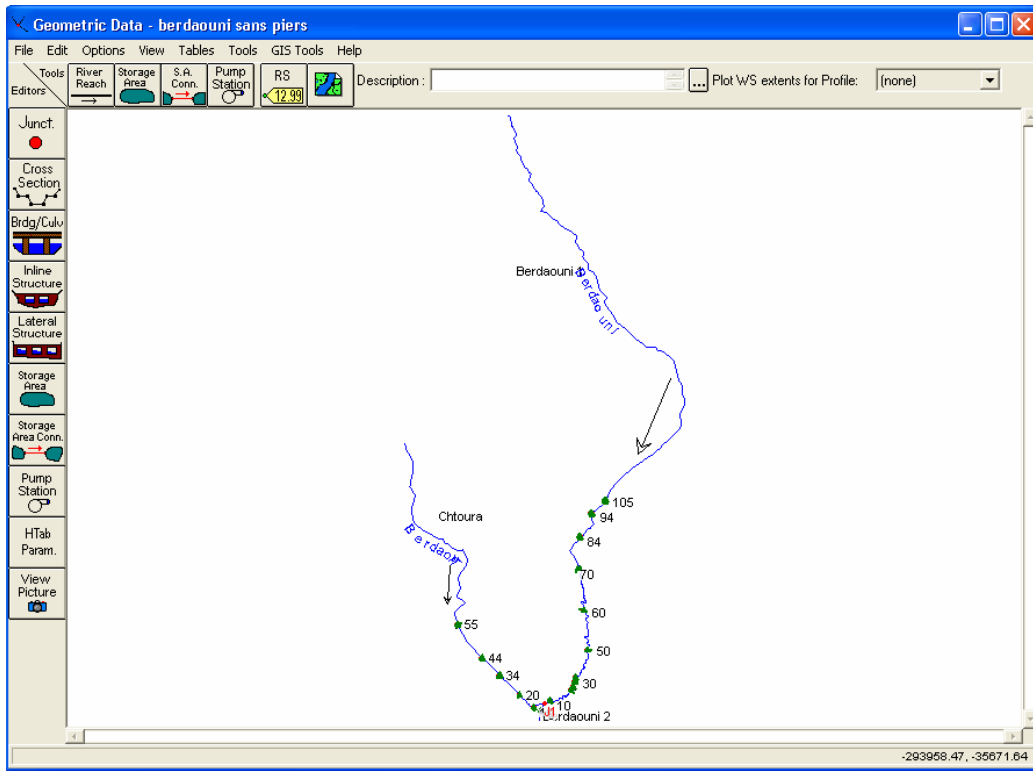 Geometric Data - berdaouni sans piers
File Edit Options View Tables Tools GIS Tools Help
Tools
Editors
River
Reach
Storage
Area
S.A.
Conn.
Pump
Station
RS
12.99
Description :
...
Plot WS extents for Profile:
(none)
Junct.
Cross
Section
Brdg/Culv
Inline
Structure
Lateral
Structure
Storage
Area
Storage
Area Conn.
Pump
Station
HTab
Param.
View
Picture
Berdaouni 1
Berdaouni
105
Chtoura
94
Berdaouni
84
70
60
55
50
44
34
30
20
10
J1
Berdaouni 2
-293958.47, -35671.64